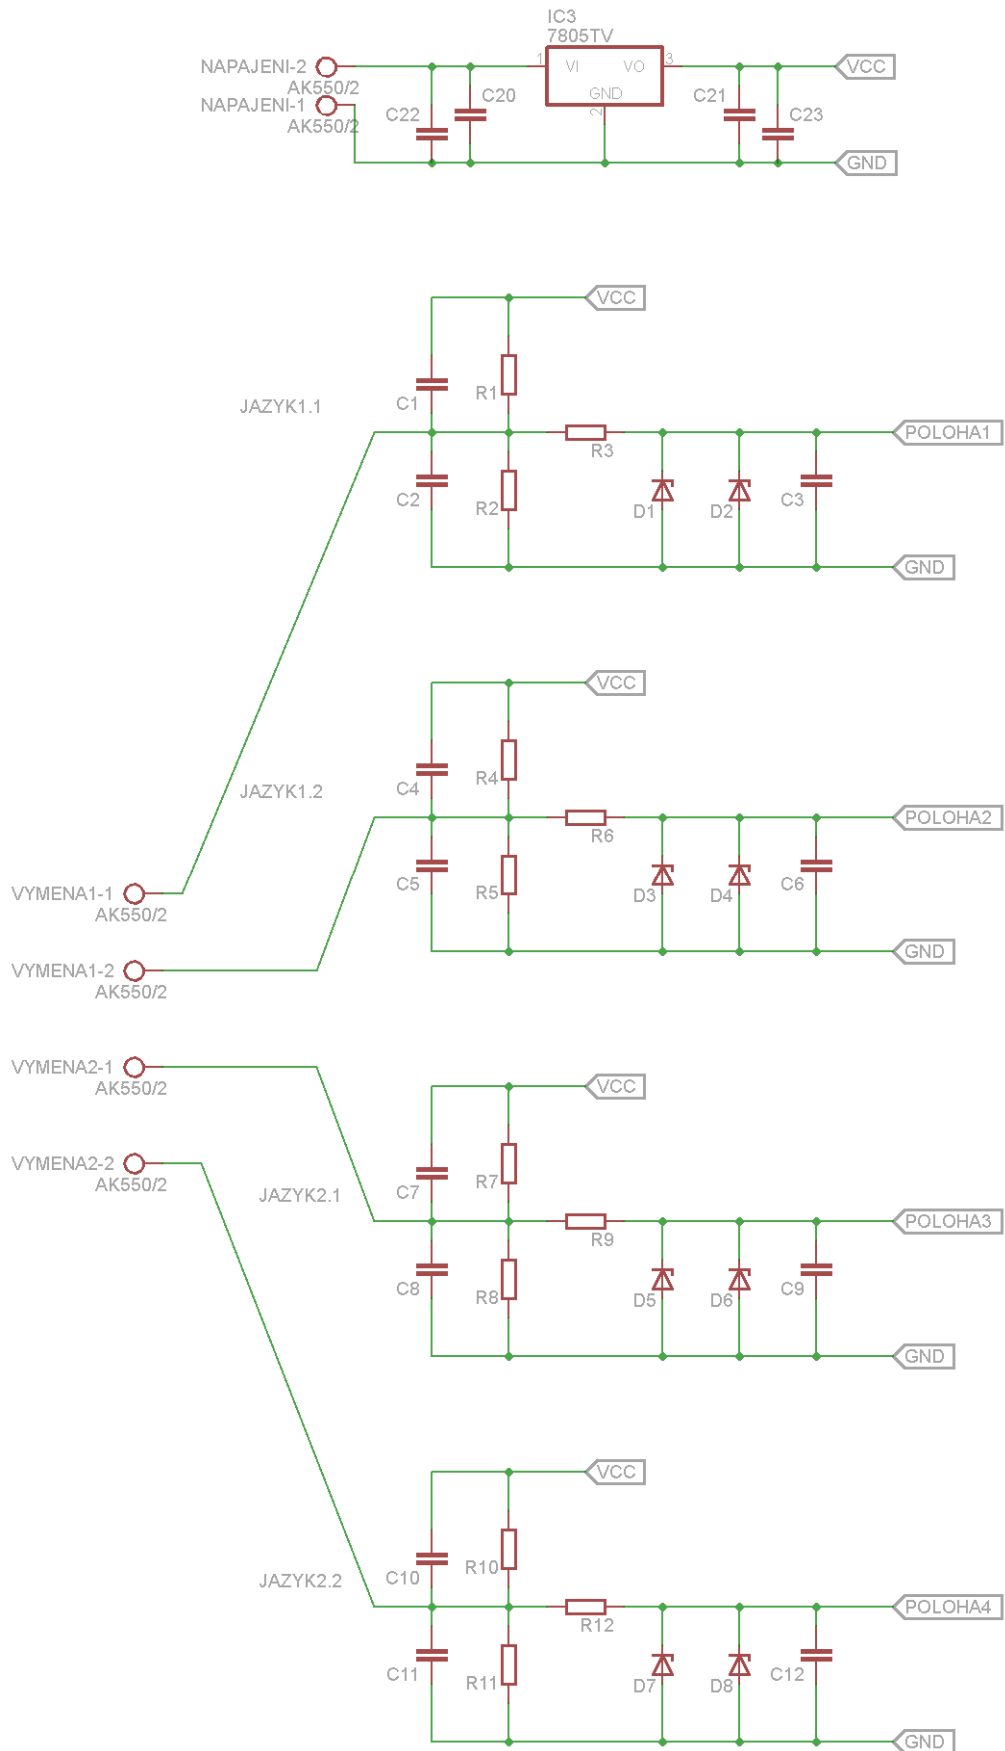 IC3
7805TV
NAPAJENI-2
AK550/2
NAPAJENI-1
AK550/2
1
VI
VO
3
GND
2
C22
C20
C21
C23
VCC
GND
VCC
C1
R1
JAZYK1.1
R3
POLOHA1
C2
R2
D1
D2
C3
GND
VCC
C4
R4
JAZYK1.2
R6
POLOHA2
C5
R5
D3
D4
C6
GND
VYMENA1-1
AK550/2
VYMENA1-2
AK550/2
VYMENA2-1
AK550/2
VYMENA2-2
AK550/2
VCC
C7
R7
JAZYK2.1
R9
POLOHA3
C8
R8
D5
D6
C9
GND
VCC
C10
R10
JAZYK2.2
R12
POLOHA4
C11
R11
D7
D8
C12
GND